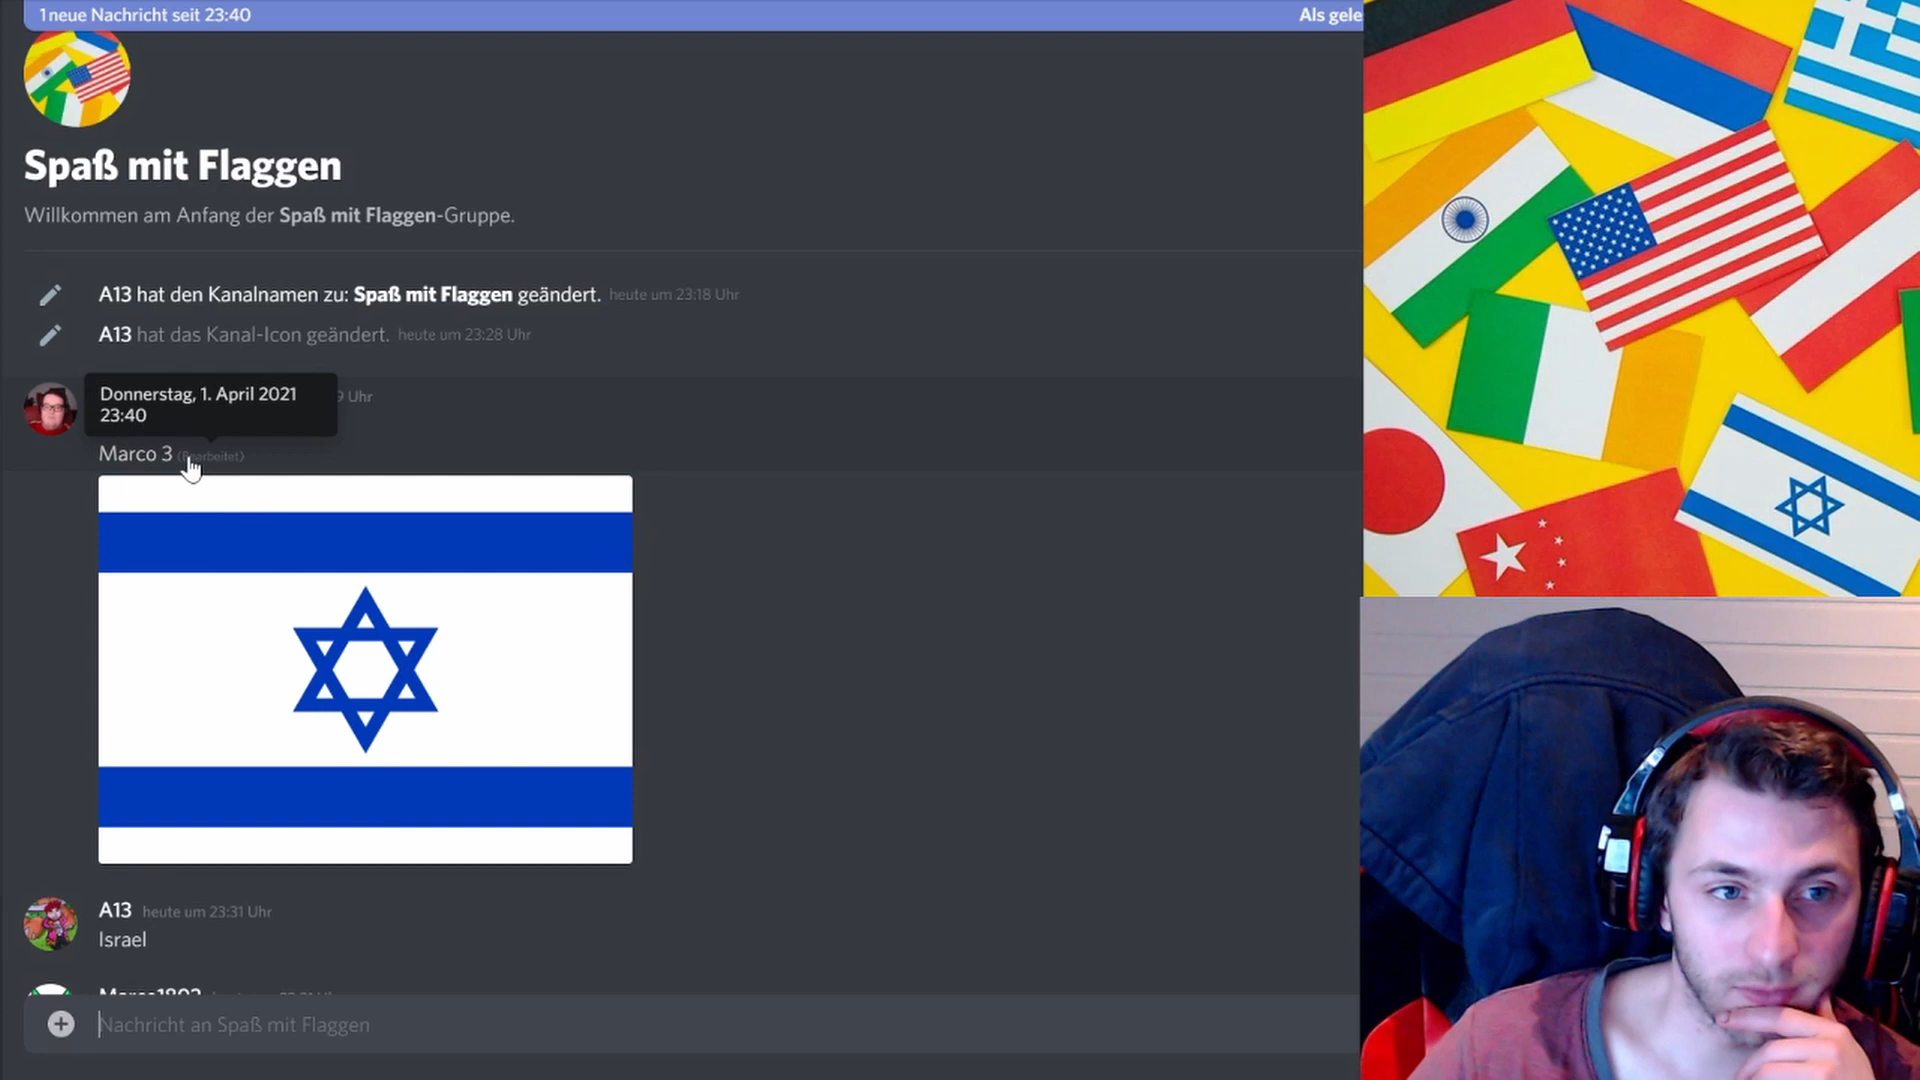 1 neue Nachricht seit 23:40
Als gele
Spaß mit Flaggen
Willkommen am Anfang der Spaß mit Flaggen-Gruppe.
A13 hat den Kanalnamen zu: Spaß mit Flaggen geändert. heute um 23:18 Uhr
A13 hat das Kanal-Icon geändert. heute um 23:28 Uhr
Donnerstag, 1. April 2021
23:40
9 Uhr
Marco 3 (Bearbeitet)
A13 heute um 23:31 Uhr
Israel
Marco1802
Nachricht an Spaß mit Flaggen